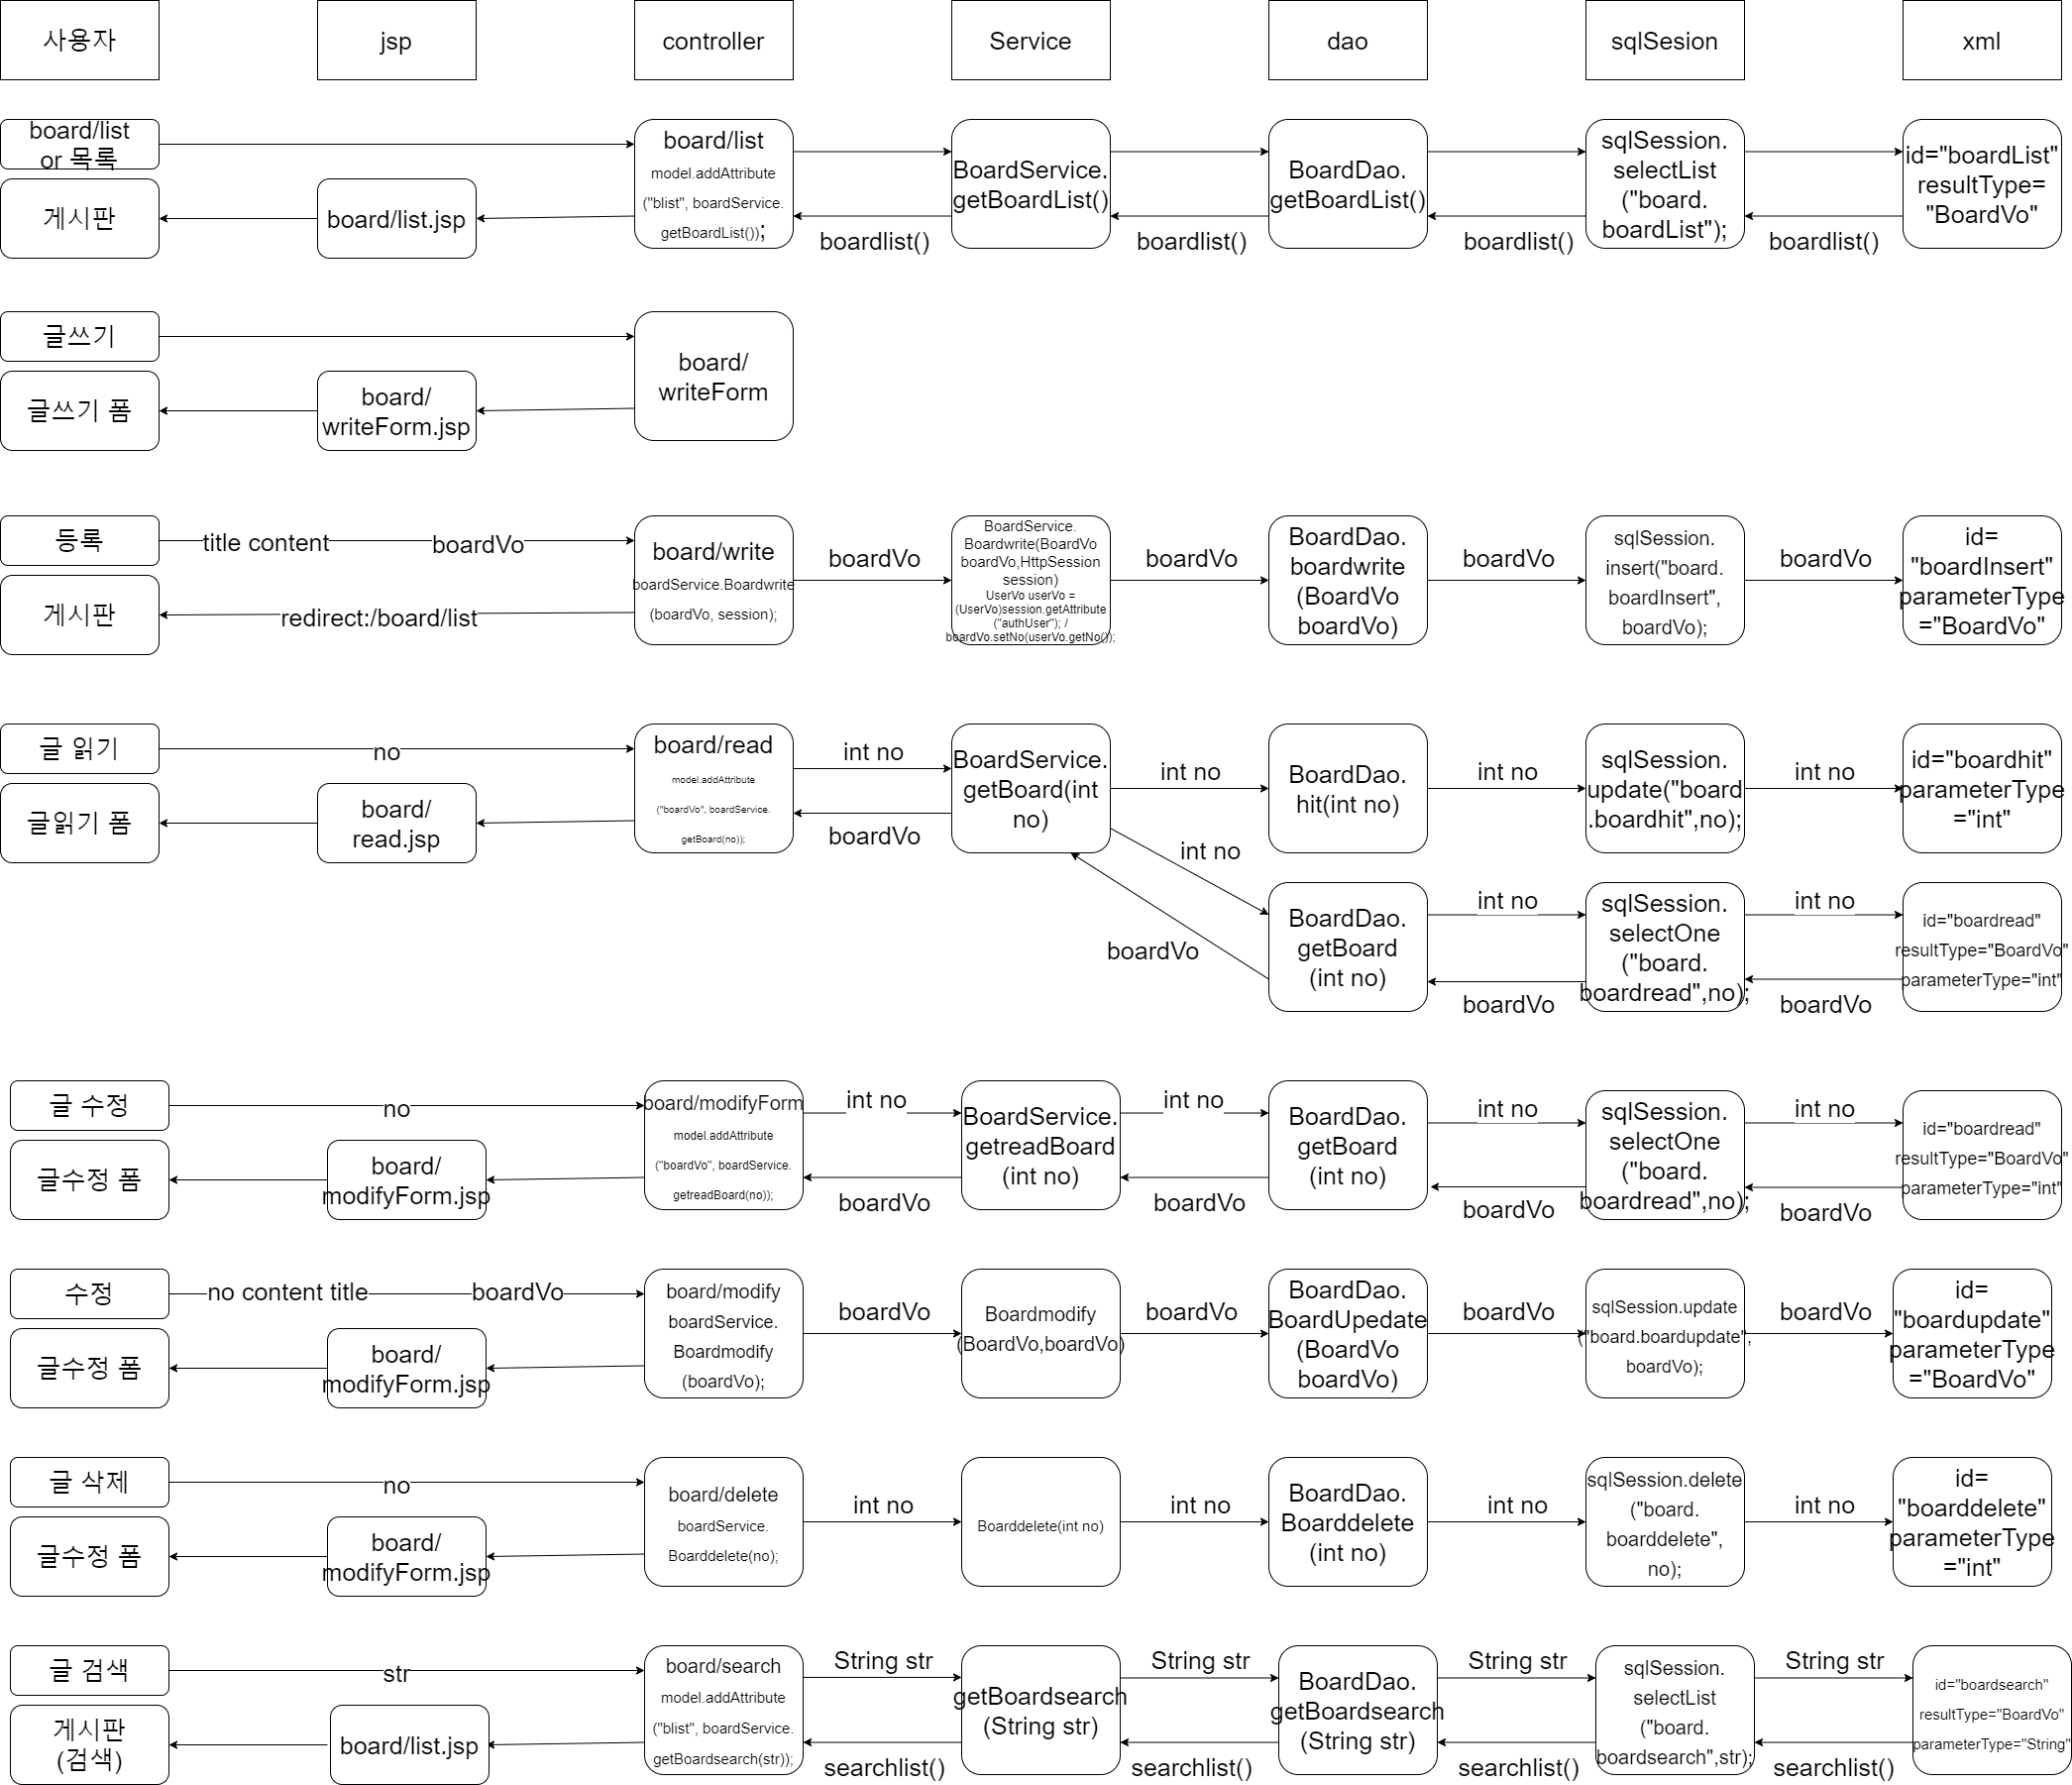 사용자
jsp
controller
Service
dao
sqlSesion
xml
board/list
or 목록
게시판
board/list.jsp
board/list
model.addAttribute
("blist", boardService.
getBoardList());
BoardService.
getBoardList()
BoardDao.
getBoardList()
sqlSession.
selectList
("board.
boardList");
id="boardList"
resultType=
"BoardVo"
boardlist()
boardlist()
boardlist()
boardlist()
글쓰기
글쓰기 폼
board/
writeForm.jsp
board/
writeForm
등록
title content
boardVo
게시판
redirect:/board/list
board/write
boardService.Boardwrite
(boardVo, session);
boardVo
BoardService.
Boardwrite(BoardVo
boardVo,HttpSession
session)
UserVo userVo =
(UserVo)session.getAttribute
("authUser"); /
boardVo.setNo(userVo.getNo());
boardVo
BoardDao.
boardwrite
(BoardVo
boardVo)
boardVo
sqlSession.
insert("board.
boardInsert",
boardVo);
boardVo
id=
"boardInsert"
parameterType
="BoardVo"
글 읽기
no
글읽기 폼
board/
read.jsp
board/read
model.addAttribute
("boardVo", boardService.
getBoard(no));
int no
boardVo
BoardService.
getBoard(int
no)
int no
BoardDao.
hit(int no)
int no
sqlSession.
update("board
.boardhit",no);
int no
id="boardhit"
parameterType
="int"
int no
boardVo
BoardDao.
getBoard
(int no)
int no
boardVo
sqlSession.
selectOne
("board.
boardread",no);
int no
boardVo
id="boardread"
resultType="BoardVo"
parameterType="int"
글 수정
no
글수정 폼
board/
modifyForm.jsp
board/modifyForm
model.addAttribute
("boardVo", boardService.
getreadBoard(no));
int no
boardVo
BoardService.
getreadBoard
(int no)
int no
boardVo
BoardDao.
getBoard
(int no)
int no
boardVo
sqlSession.
selectOne
("board.
boardread",no);
int no
boardVo
id="boardread"
resultType="BoardVo"
parameterType="int"
수정
no content title
boardVo
글수정 폼
board/
modifyForm.jsp
board/modify
boardService.
Boardmodify
(boardVo);
boardVo
Boardmodify
(BoardVo,boardVo)
boardVo
BoardDao.
BoardUpedate
(BoardVo
boardVo)
boardVo
sqlSession.update
("board.boardupdate",
boardVo);
boardVo
id=
"boardupdate"
parameterType
="BoardVo"
글 삭제
no
글수정 폼
board/
modifyForm.jsp
board/delete
boardService.
Boarddelete(no);
int no
Boarddelete(int no)
int no
BoardDao.
Boarddelete
(int no)
int no
sqlSession.delete
("board.
boarddelete",
no);
int no
id=
"boarddelete"
parameterType
="int"
글 검색
str
게시판
(검색)
board/list.jsp
board/search
model.addAttribute
("blist", boardService.
getBoardsearch(str));
String str
searchlist()
getBoardsearch
(String str)
String str
searchlist()
BoardDao.
getBoardsearch
(String str)
String str
searchlist()
sqlSession.
selectList
("board.
boardsearch",str);
String str
searchlist()
id="boardsearch"
resultType="BoardVo"
parameterType="String"